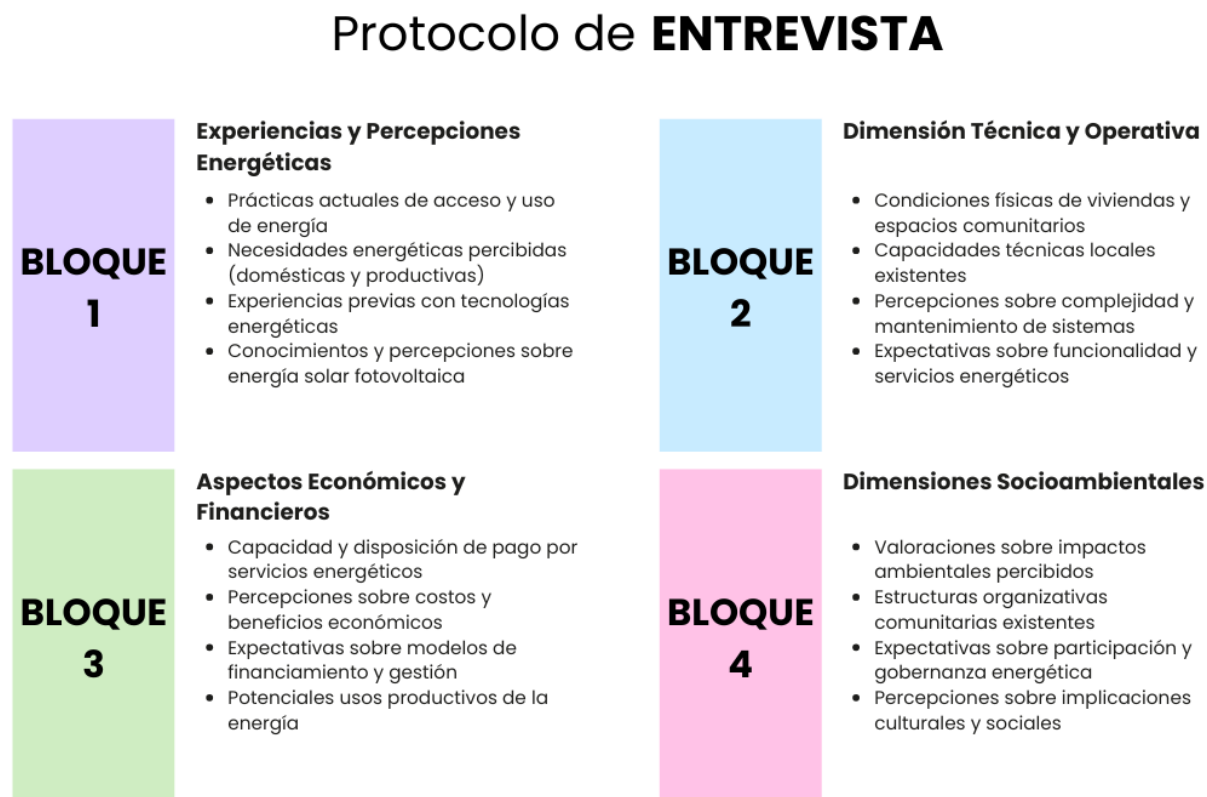 Protocolo de ENTREVISTA
BLOQUE
1
Experiencias y Percepciones
Energéticas
• Prácticas actuales de acceso y uso
de energía
• Necesidades energéticas percibidas
(domésticas y productivas)
• Experiencias previas con tecnologías
energéticas
• Conocimientos y percepciones sobre
energía solar fotovoltaica
BLOQUE
2
Dimensión Técnica y Operativa
• Condiciones físicas de viviendas y
espacios comunitarios
• Capacidades técnicas locales
existentes
• Percepciones sobre complejidad y
mantenimiento de sistemas
• Expectativas sobre funcionalidad y
servicios energéticos
BLOQUE
3
Aspectos Económicos y
Financieros
• Capacidad y disposición de pago por
servicios energéticos
• Percepciones sobre costos y
beneficios económicos
• Expectativas sobre modelos de
financiamiento y gestión
• Potenciales usos productivos de la
energía
BLOQUE
4
Dimensiones Socioambientales
• Valoraciones sobre impactos
ambientales percibidos
• Estructuras organizativas
comunitarias existentes
• Expectativas sobre participación y
gobernanza energética
• Percepciones sobre implicaciones
culturales y sociales